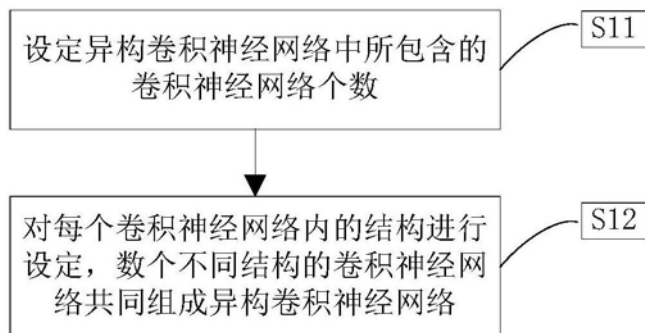 设定异构卷积神经网络中所包含的
卷积神经网络个数
S11
对每个卷积神经网络内的结构进行
设定，数个不同结构的卷积神经网
络共同组成异构卷积神经网络
S12